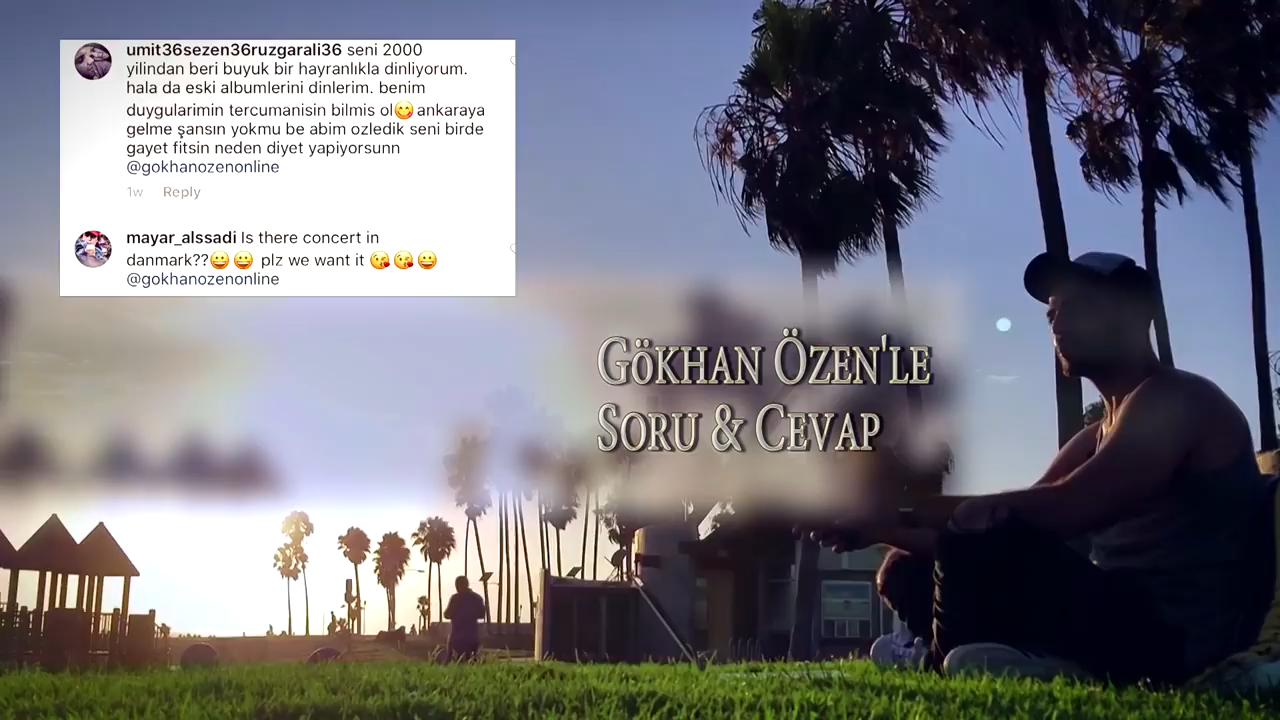 umit36sezen36ruzgarali36 seni 2000
yilindan beri buyuk bir hayranlıkla dinliyorum.
hala da eski albumlerini dinlerim. benim
duygularimin tercumanisin bilmis ol😋 ankaraya
gelme şansın yokmu be abim ozledik seni birde
gayet fitsin neden diyet yapiyorsunn
@gokhanozenonline
1w Reply
mayar_alssadi Is there concert in
danmark??😀😀 plz we want it 😘😘😀
@gokhanozenonline
GÖKHAN ÖZEN'LE
SORU & CEVAP